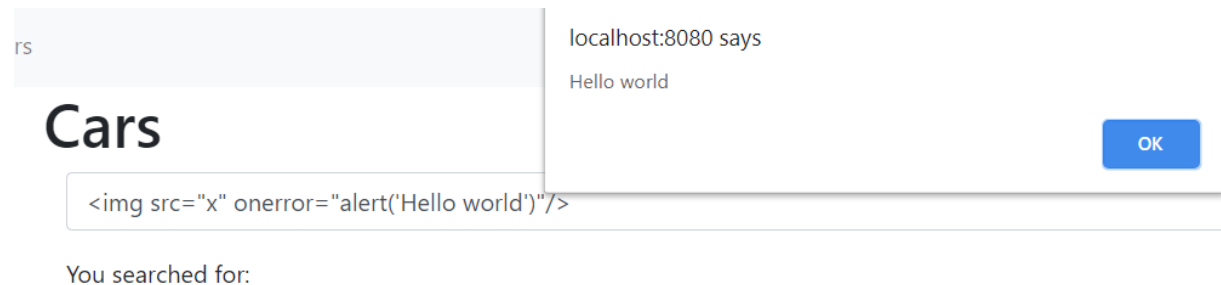 rs
localhost:8080 says
Hello world
OK
Cars
<img src="x" onerror="alert('Hello world')"/>
You searched for: